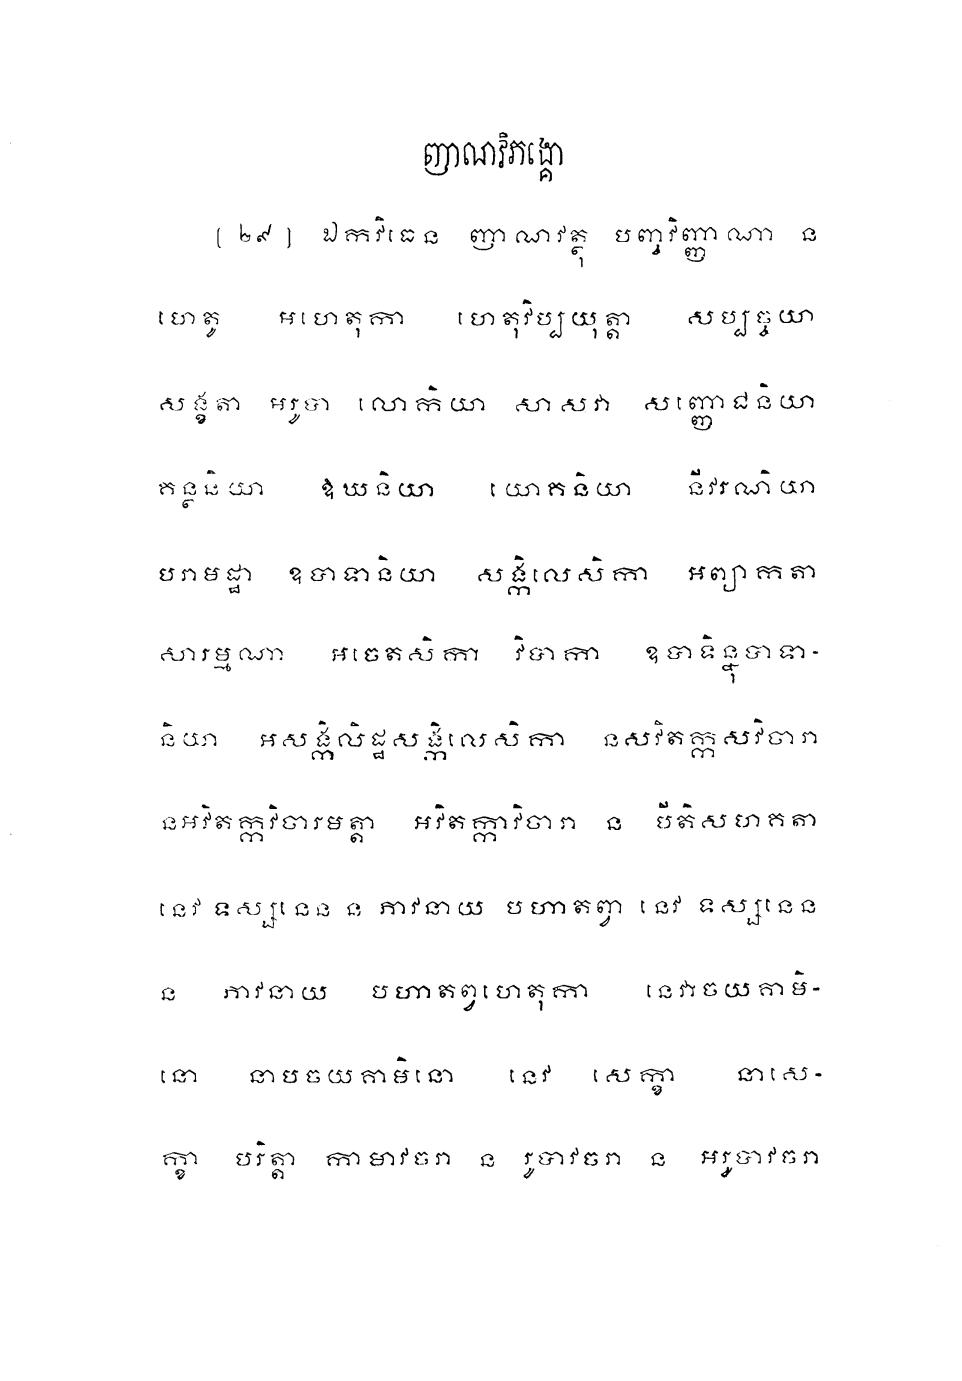 ញាណវិភង្គោ
[ ២៩ ] ឯកវិធេន ញាណវត្ថុ បញ្ចវិញ្ញាណា ន
ហេតូ អហេតុកា ហេតុវិប្បយុត្តា សប្បច្ចយា
សង្ខតា អរូបា លោកិយា សាសវា សញ្ញោជនិយា
គន្ថនិយា ឱឃនិយា យោគនិយា នីវរណិយា
បរាមដ្ឋា ឧបាទានិយា សង្កិលេសិកា អព្យាកតា
សារម្មណា អចេតសិកា វិបាកា ឧបាទិន្នុបាទា-
និយា អសង្កិលិដ្ឋសង្កិលេសិកា នសវិតក្កសវិចារា
នអវិតក្កវិចារមត្តា អវិតក្កាវិចារា ន បីតិសហគតា
នេវ ទស្សនេន ន ភាវនាយ បហាតព្វា នេវ ទស្សនេន
ន ភាវនាយ បហាតព្វហេតុកា នេវាចយគាមិ-
នោ នាបចយគាមិនោ នេវ សេក្ខា នាសេ-
ក្ខា បរិត្តា កាមាវចរា ន រូបាវចរា ន អរូបាវចរា